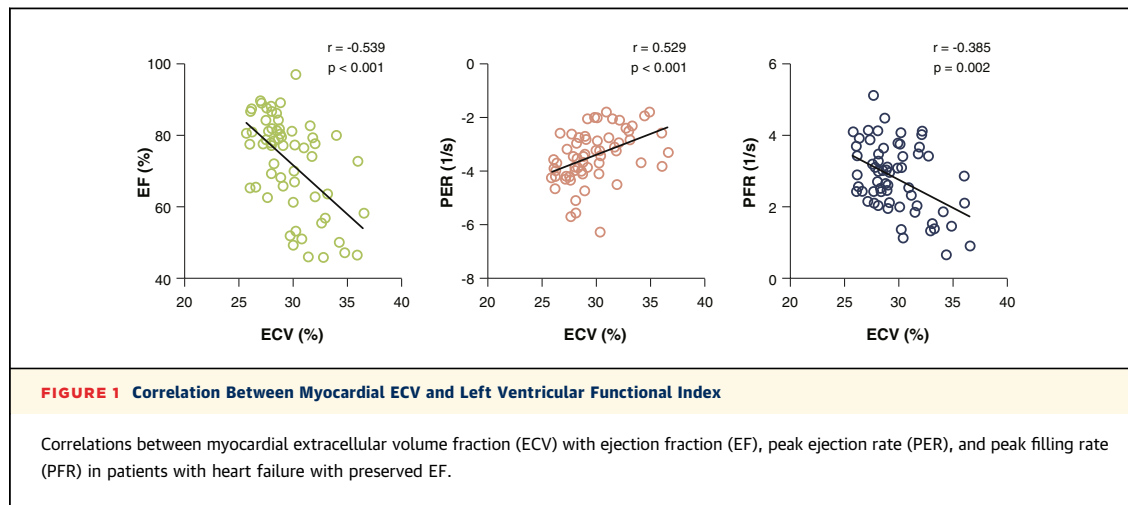 r = -0.539
p < 0.001
100
80
60
40
EF (%)
20 25 30 35 40
ECV (%)
r = 0.529
p < 0.001
0
-2
-4
-6
-8
PER (1/s)
20 25 30 35 40
ECV (%)
r = -0.385
p = 0.002
6
4
2
0
PFR (1/s)
20 25 30 35 40
ECV (%)
FIGURE 1 Correlation Between Myocardial ECV and Left Ventricular Functional Index
Correlations between myocardial extracellular volume fraction (ECV) with ejection fraction (EF), peak ejection rate (PER), and peak filling rate
(PFR) in patients with heart failure with preserved EF.